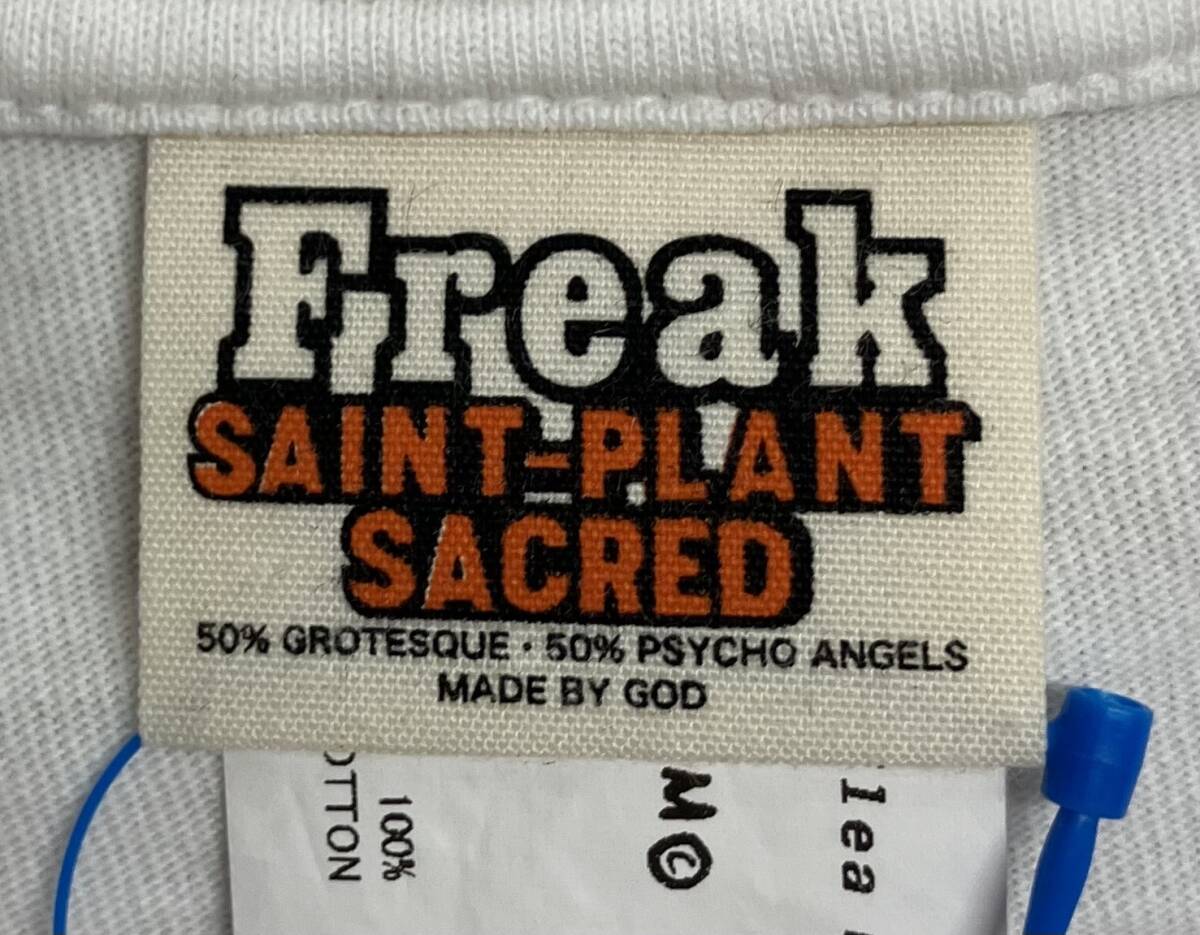 Freak
SAINT=PLANT
SACRED
50% GROTESQUE · 50% PSYCHO ANGELS
MADE BY GOD
100%
M©